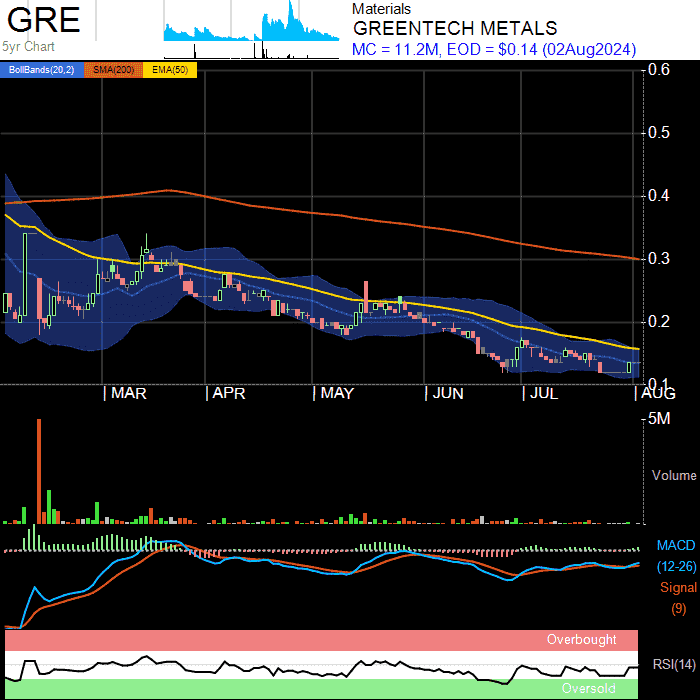 GRE
5yr Chart
Materials
GREENTECH METALS
MC = 11.2M, EOD = $0.14 (02Aug2024)
BollBands(20,2) SMA(200) EMA(50)
0.6
0.5
0.4
0.3
0.2
0.1
MAR APR MAY JUN JUL AUG
5M
Volume
MACD
(12-26)
Signal
(9)
Overbought
RSI(14)
Oversold